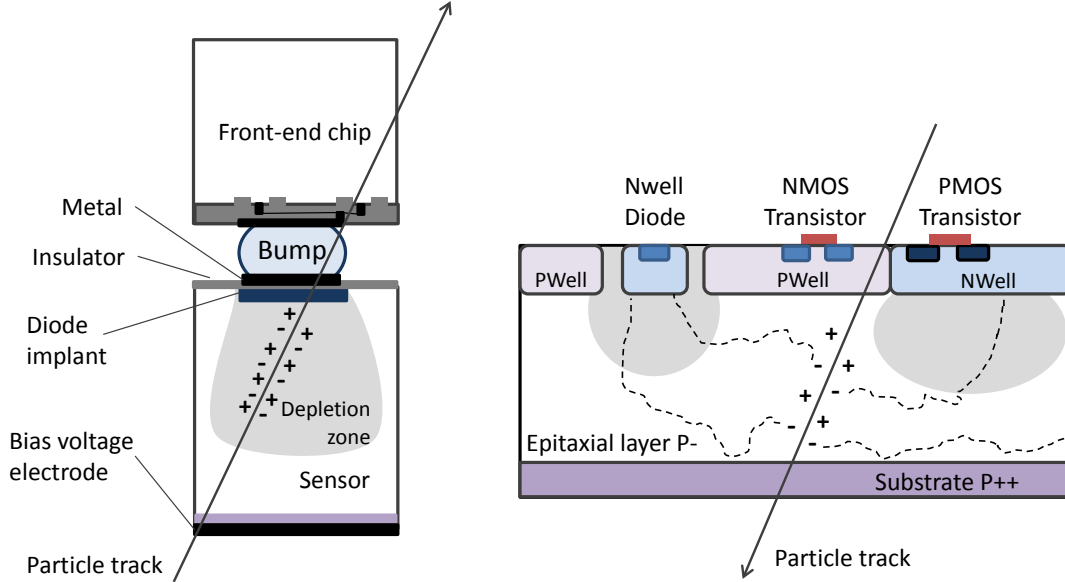 Front-end chip
Metal
Bump
Insulator
Diode
implant
+
-
+
-
+
-
+
-
+
-
+
-
+
-
Depletion
zone
Bias voltage
electrode
Sensor
Particle track
Nwell
Diode
NMOS
Transistor
PMOS
Transistor
PWell
PWell
NWell
+
-
+
+
-
+
-
-
Epitaxial layer P-
Substrate P++
Particle track